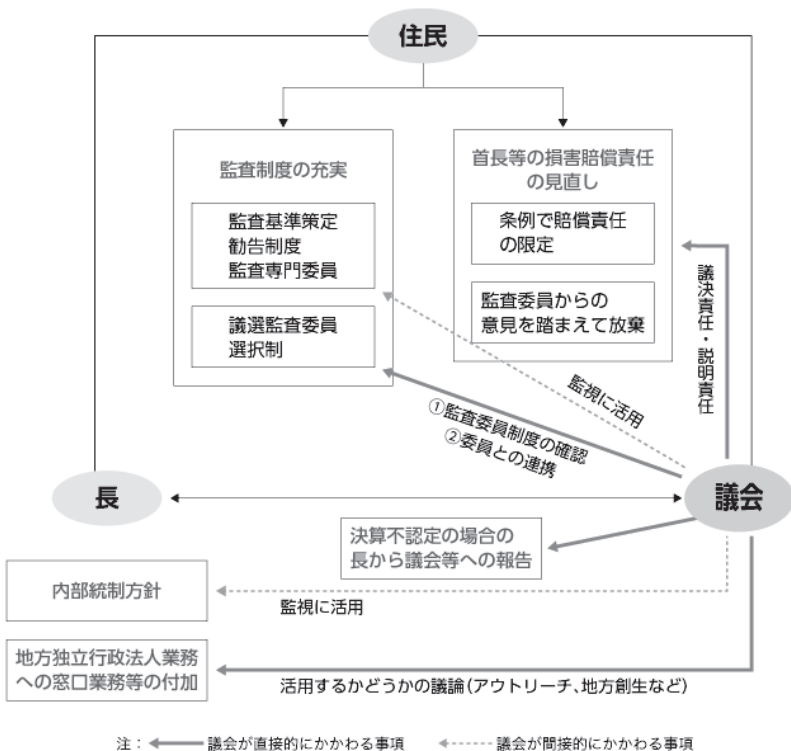 住民
監査制度の充実
監査基準策定
勧告制度
監査専門委員
議選監査委員
選択制
首長等の損害賠償責任
の見直し
条例で賠償責任
の限定
監査委員からの
意見を踏まえて放棄
議決責任・説明責任
監視に活用
①監査委員制度の確認
②委員との連携
長
議会
決算不認定の場合の
長から議会等への報告
内部統制方針
監視に活用
地方独立行政法人業務
への窓口業務等の付加
活用するかどうかの議論(アウトリーチ、地方創生など)
注： 議会が直接的にかかわる事項 議会が間接的にかかわる事項